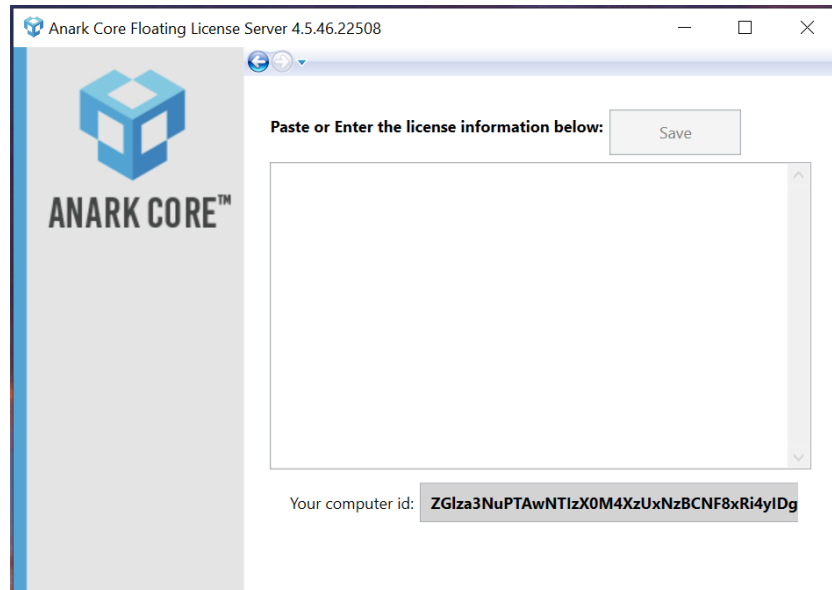 Anark Core Floating License Server 4.5.46.22508
Paste or Enter the license information below:
Save
ANARK CORE™
Your computer id:
ZGlza3NuPTAwNTIzX0M4XzUxNzBCNF8xRi4yIDg